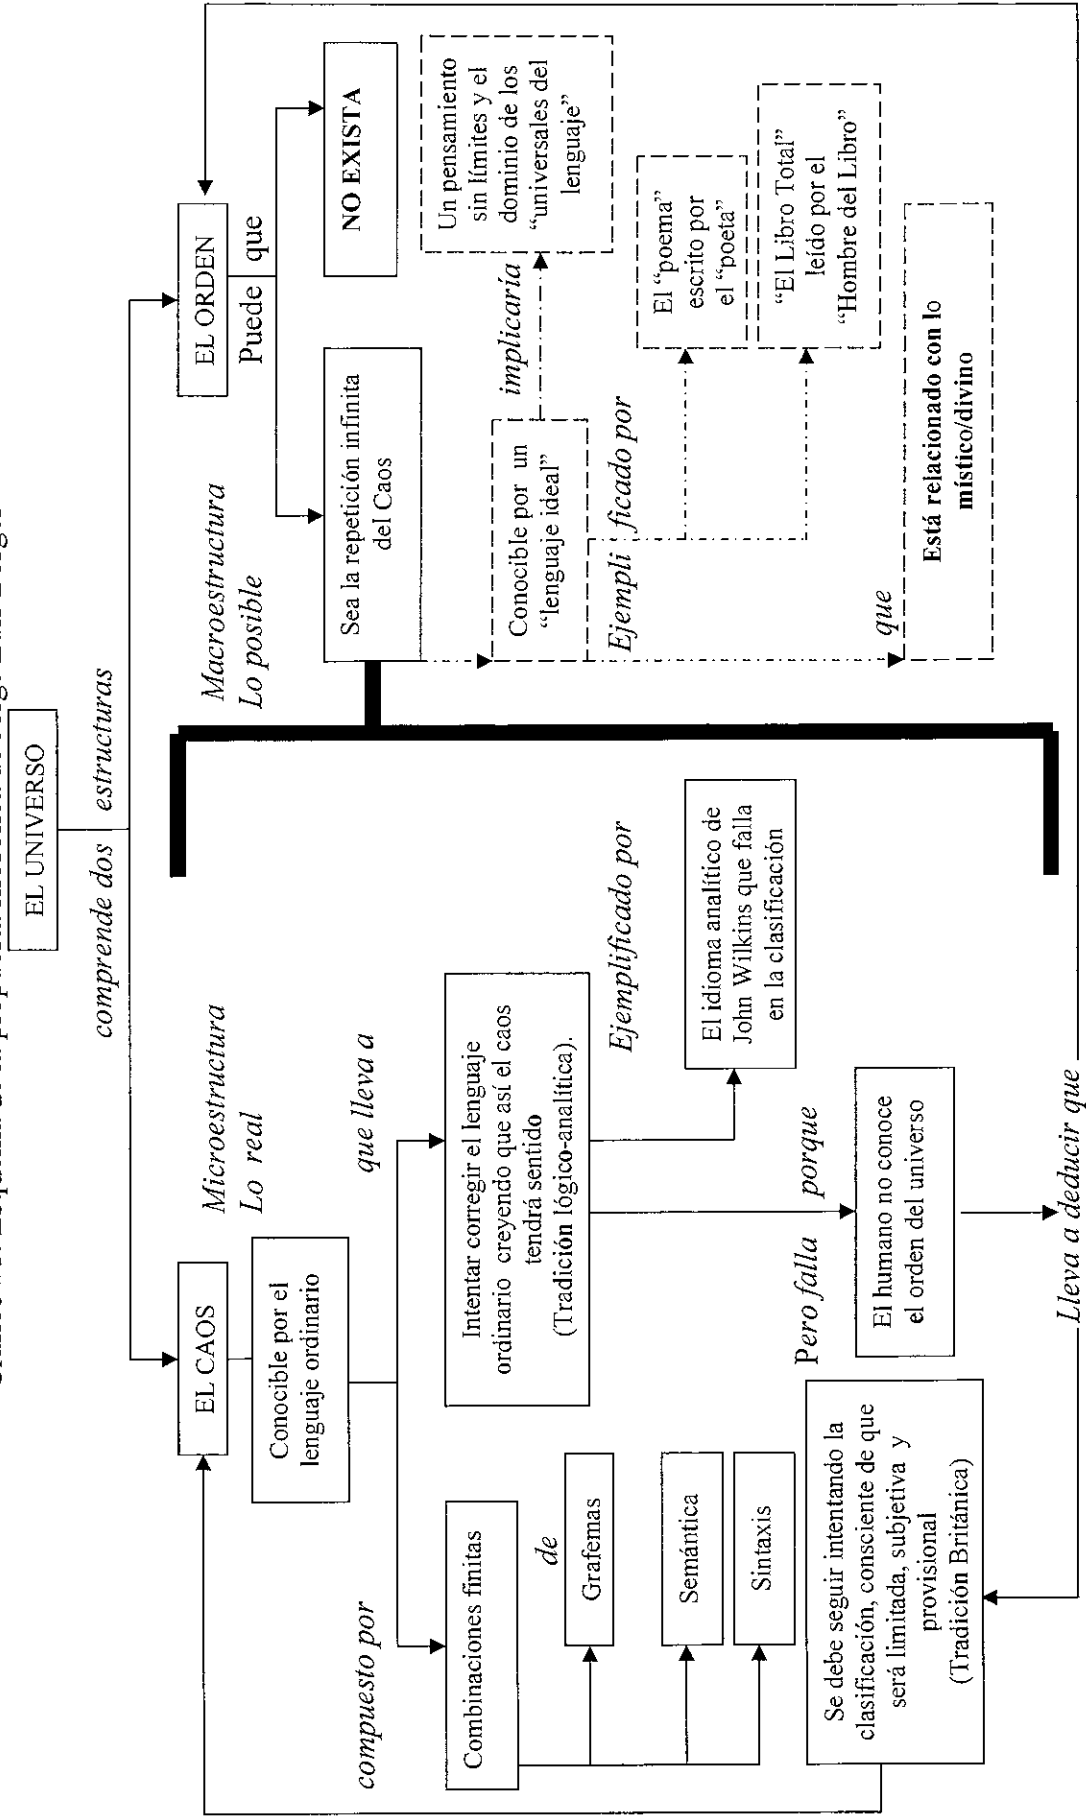 EL UNIVERSO
comprende dos estructuras
Microestructura
Lo real
Macroestructura
Lo posible
EL CAOS
Conocible por el
lenguaje ordinario
compuesto por
que lleva a
Combinaciones finitas
de
Grafemas
Semántica
Sintaxis
Intentar corregir el lenguaje
ordinario creyendo que así el caos
tendrá sentido
(Tradición lógico-analítica).
Ejemplificado por
El idioma analítico de
John Wilkins que falla
en la clasificación
Pero falla porque
El humano no conoce
el orden del universo
Se debe seguir intentando la
clasificación, consciente de que
será limitada, subjetiva y
provisional
(Tradición Británica)
Lleva a deducir que
EL ORDEN
Puede que
Sea la repetición infinita
del Caos
NO EXISTA
Conocible por un
“lenguaje ideal”
implicaría
Un pensamiento
sin límites y el
dominio de los
“universales del
lenguaje”
Ejempli ficado por
El “poema”
escrito por
el “poeta”
“El Libro Total”
leído por el
“Hombre del Libro”
que
Está relacionado con lo
místico/divino